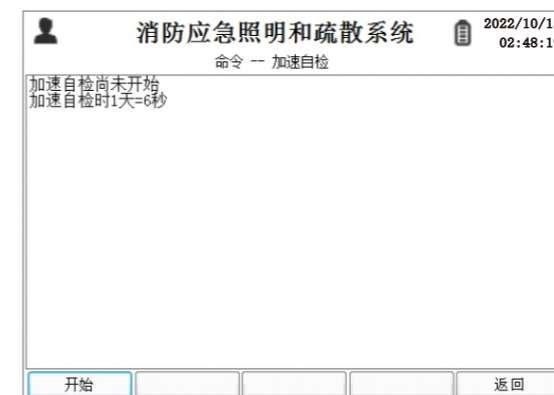 消防应急照明和疏散系统
2022/10/1
02:48:1
命令 -- 加速自检
加速自检尚未开始
加速自检时1天=6秒
开始
返回